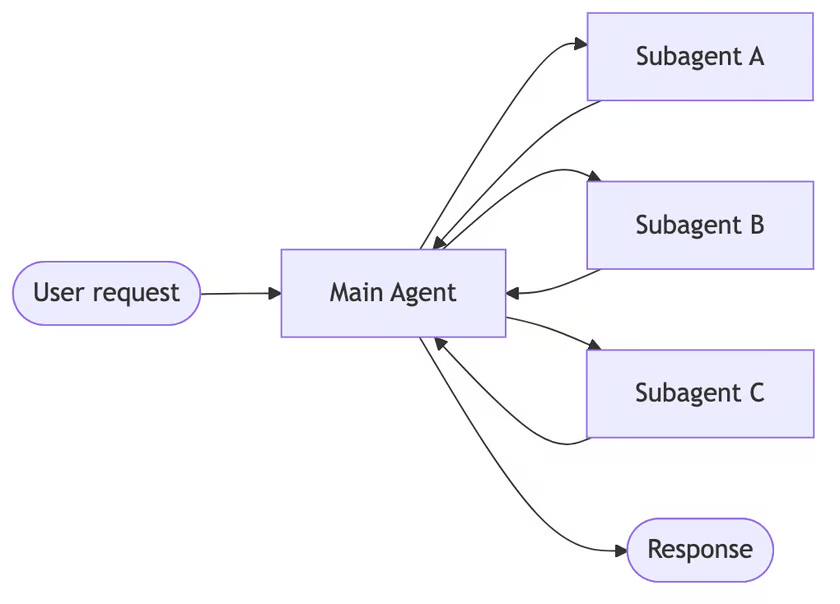 Subagent A
Subagent B
User request
Main Agent
Subagent C
Response